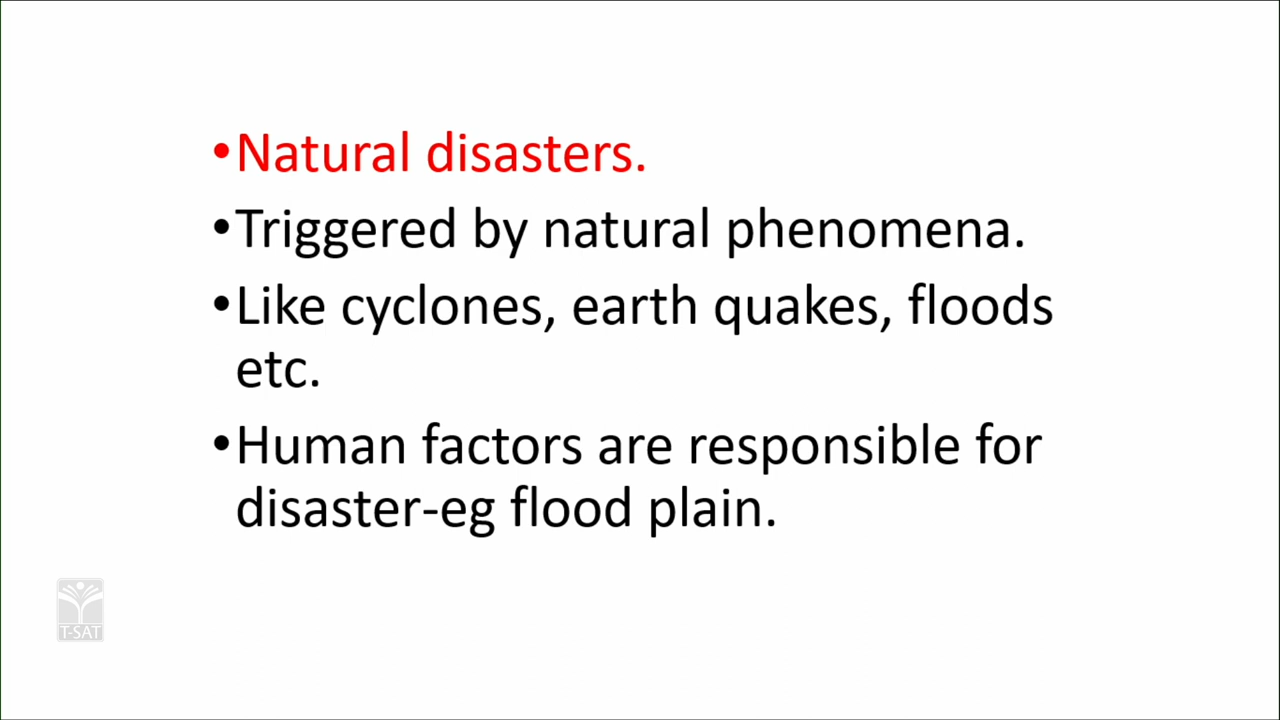 •Natural disasters.
•Triggered by natural phenomena.
•Like cyclones, earth quakes, floods
etc.
•Human factors are responsible for
disaster-eg flood plain.
T-SAT